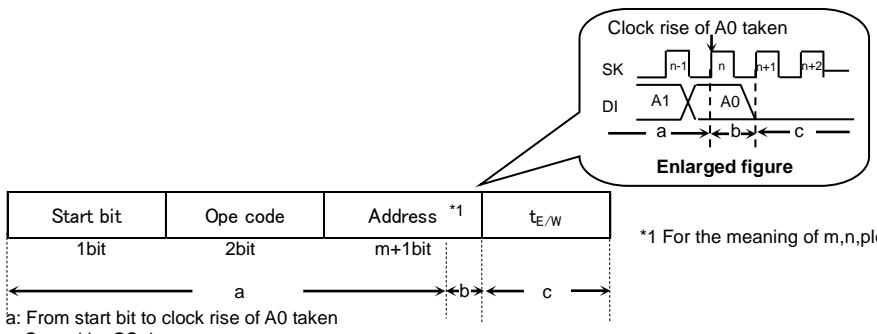 Clock rise of A0 taken
SK n-1 n n+1 n+2
DI A1 A0
a b c
Enlarged figure
Start bit Ope code Address *1 tE/W
1bit 2bit m+1bit
*1 For the meaning of m,n,
a b c
a: From start bit to clock rise of A0 taken